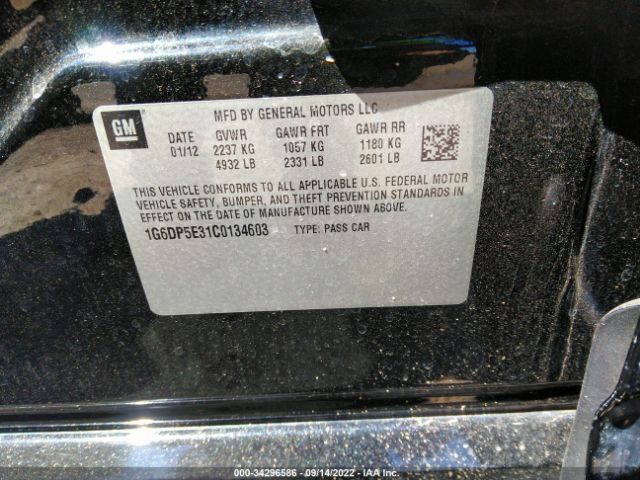 GM
MFD BY GENERAL MOTORS LLC
DATE GVWR GAWR FRT GAWR RR
01/12 2237 KG 1057 KG 1180 KG
4932 LB 2331 LB 2601 LB
THIS VEHICLE CONFORMS TO ALL APPLICABLE U.S. FEDERAL MOTOR
VEHICLE SAFETY, BUMPER, AND THEFT PREVENTION STANDARDS IN
EFFECT ON THE DATE OF MANUFACTURE SHOWN ABOVE.
1G6DP5E31C0134603 TYPE: PASS CAR
000-34296586 - 09/14/2022 - IAA Inc.